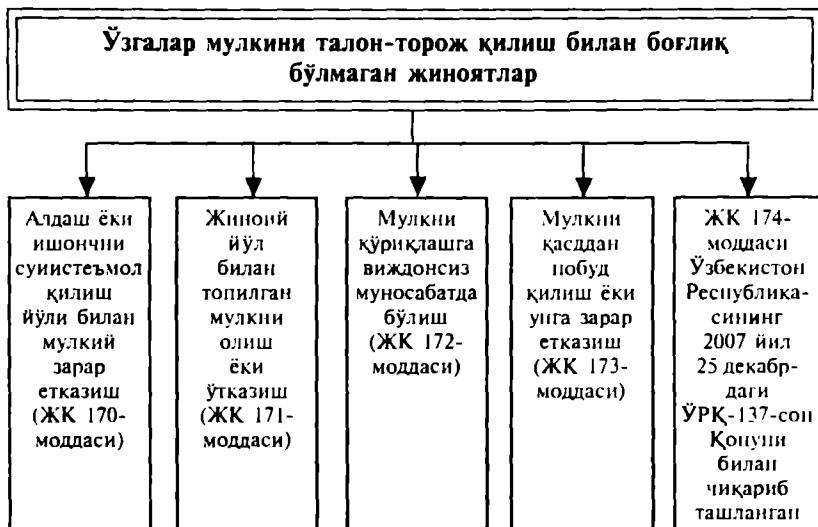 Ўзгалар мулкини талон-торож қилиш билан боғлиқ
бўлмаган жиноятлар
Алдаш ёки
ишончни
суиистеъмол
қилиш
йўли билан
мулкий
зарар
етказиш
(ЖК 170-
моддаси)
Жиноий
йўл
билан
топилган
мулкни
олиш
ёки
ўтказиш
(ЖК 171-
моддаси)
Мулкни
қўриқлашга
виждонсиз
муносабатда
бўлиш
(ЖК 172-
моддаси)
Мулкни
қасддан
нобуд
қилиш ёки
унга зарар
етказиш
(ЖК 173-
моддаси)
ЖК 174-
моддаси
Ўзбекистон
Республика-
сининг
2007 йил
25 декабр-
даги
ЎРҚ-137-сон
Қонуни
билан
чиқариб
ташланган